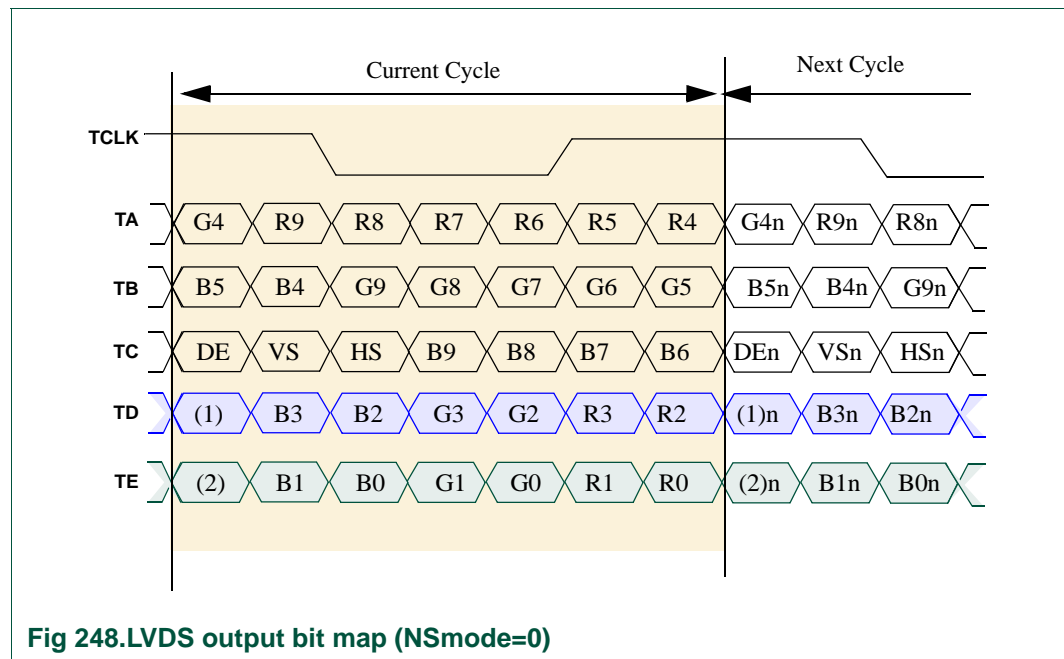 Current Cycle Next Cycle
TCLK
TA G4 R9 R8 R7 R6 R5 R4 G4n R9n R8n
TB B5 B4 G9 G8 G7 G6 G5 B5n B4n G9n
TC DE VS HS B9 B8 B7 B6 DEn VSn HSn
TD (1) B3 B2 G3 G2 R3 R2 (1)n B3n B2n
TE (2) B1 B0 G1 G0 R1 R0 (2)n B1n B0n
Fig 248.LVDS output bit map (NSmode=0)